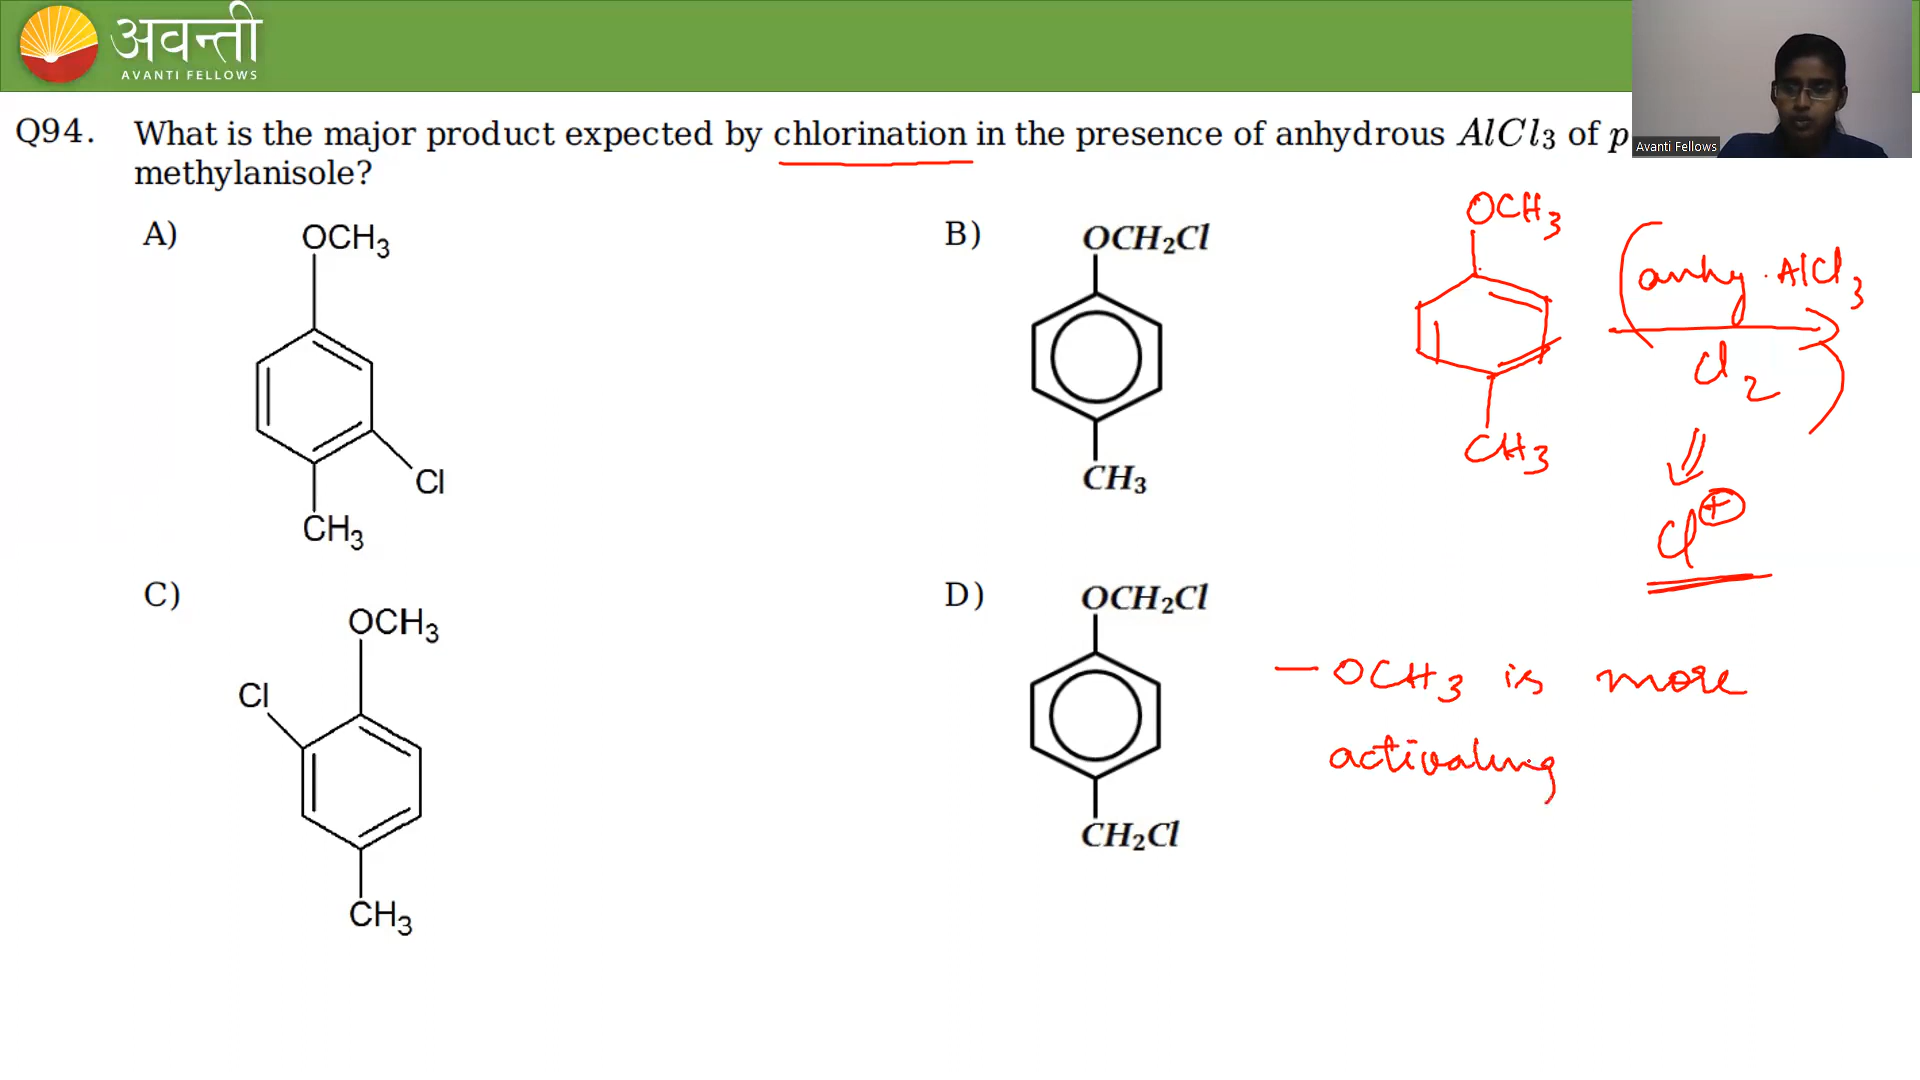 अवन्ती
AVANTI FELLOWS
Avanti Fellows
Q94. What is the major product expected by chlorination in the presence of anhydrous AlCl3 of p
methylanisole?
A)
OCH3
Cl
CH3
B)
OCH2Cl
CH3
C)
OCH3
Cl
CH3
D)
OCH2Cl
CH2Cl
OCH3
CH3
anhy. AlCl3
Cl2
Cl+
—OCH3 is more
activating